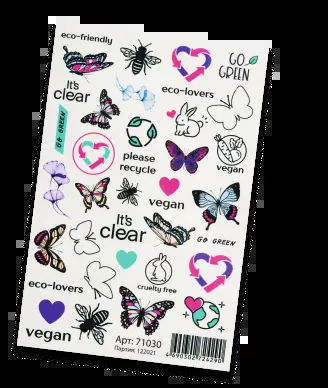 eco-friendly
GO
GREEN
It's
clear
eco-lovers
GO GREEN
please
recycle
vegan
vegan
It's
clear
GO GREEN
eco-lovers
cruelty free
vegan
Арт: 71030
Партия: 122021
4690302724290